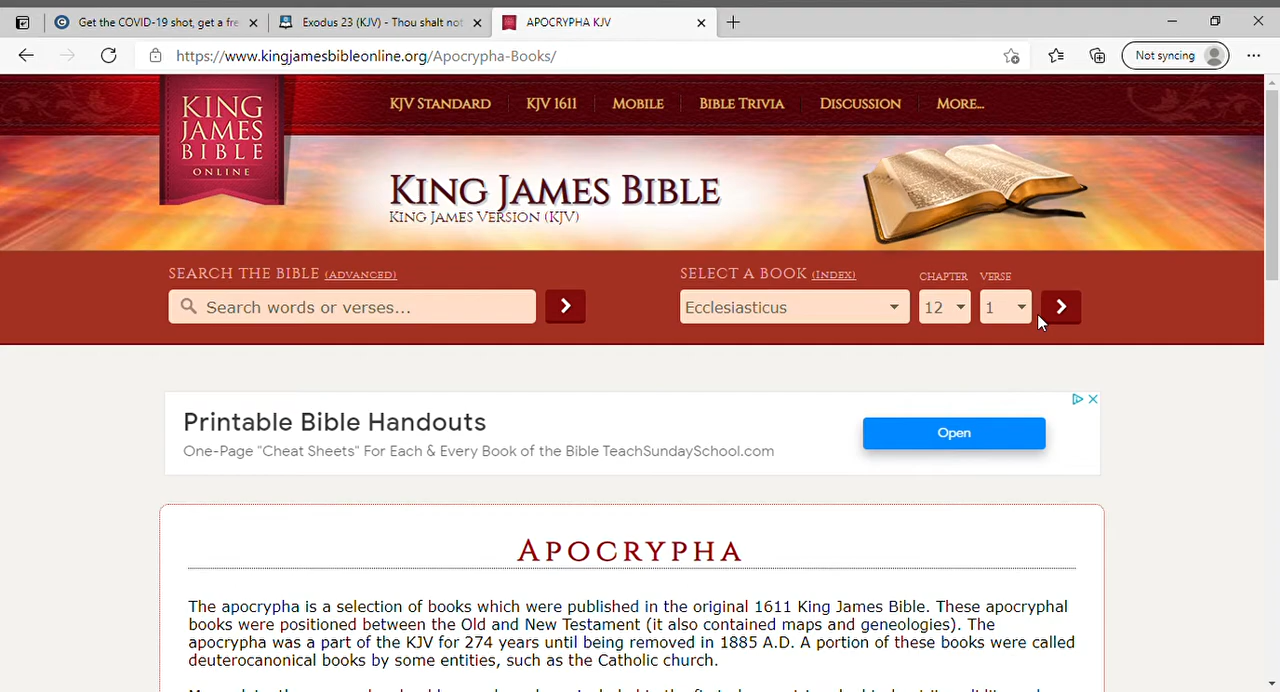 Get the COVID-19 shot, get a fre
Exodus 23 (KJV) - Thou shalt not
APOCRYPHA KJV
https://www.kingjamesbibleonline.org/Apocrypha-Books/
Not syncing
KING JAMES BIBLE ONLINE
KJV STANDARD
KJV 1611
MOBILE
BIBLE TRIVIA
DISCUSSION
MORE...
KING JAMES BIBLE
KING JAMES VERSION (KJV)
SEARCH THE BIBLE (ADVANCED)
SELECT A BOOK (INDEX)
CHAPTER
VERSE
Search words or verses...
Ecclesiasticus
12
1
Printable Bible Handouts
One-Page "Cheat Sheets" For Each & Every Book of the Bible TeachSundaySchool.com
Open
APOCRYPHA
The apocrypha is a selection of books which were published in the original 1611 King James Bible. These apocryphal
books were positioned between the Old and New Testament (it also contained maps and geneologies). The
apocrypha was a part of the KJV for 274 years until being removed in 1885 A.D. A portion of these books were called
deuterocanonical books by some entities, such as the Catholic church.